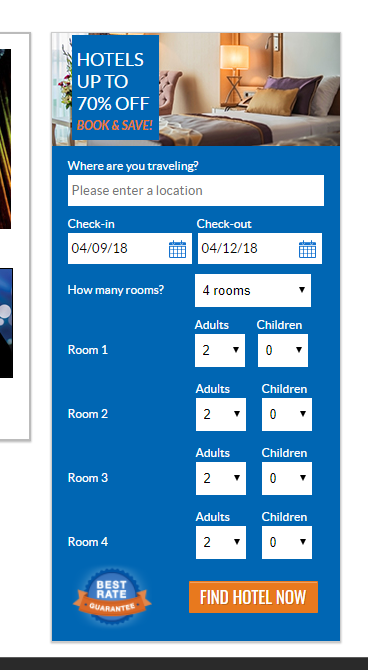 HOTELS
UP TO
70% OFF
BOOK & SAVE!
Where are you traveling?
Please enter a location
Check-in Check-out
04/09/18 04/12/18
How many rooms? 4 rooms
Adults Children
Room 1 2 0
Adults Children
Room 2 2 0
Adults Children
Room 3 2 0
Adults Children
Room 4 2 0
BEST
RATE
GUARANTEE
FIND HOTEL NOW